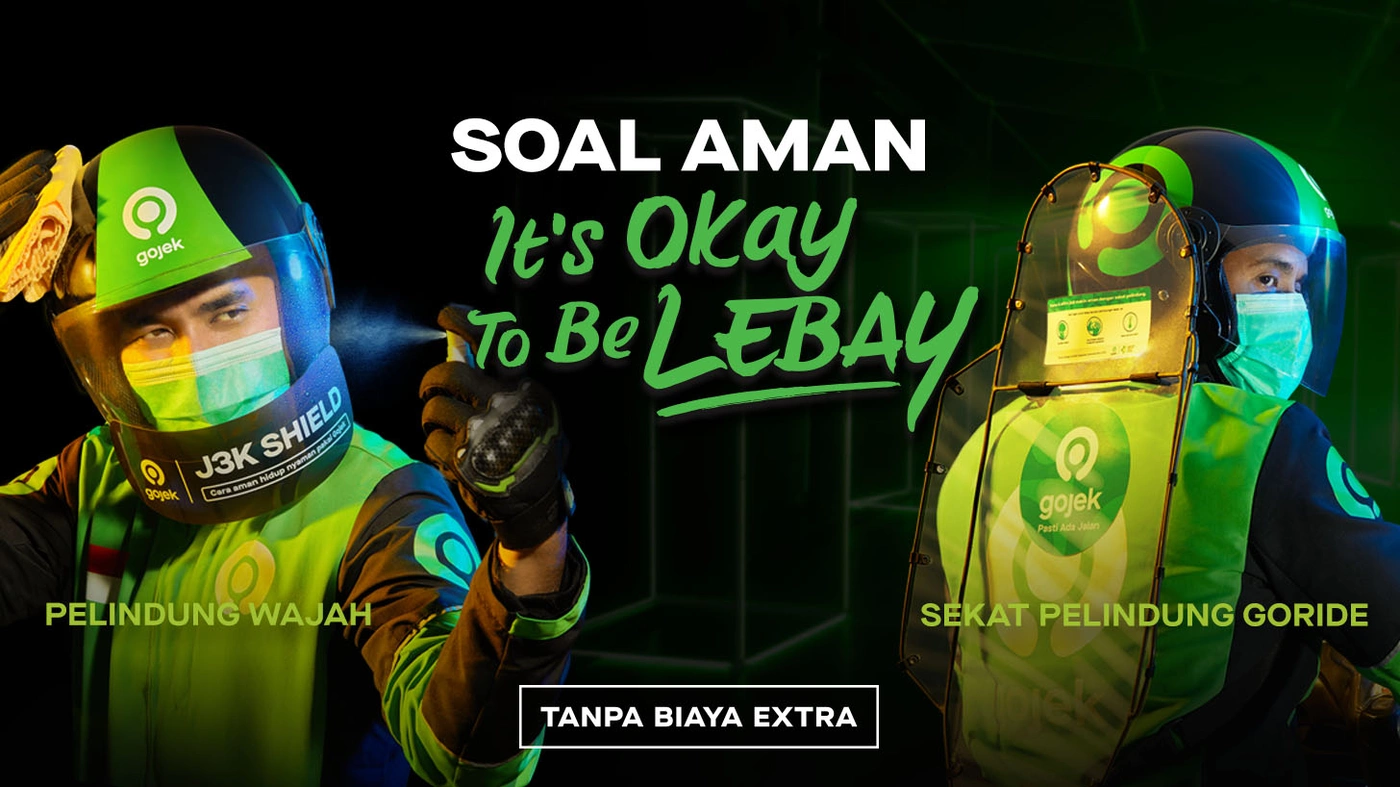 SOAL AMAN
It's Okay
To Be LEBAY
gojek
gojek
J3K SHIELD
Cara aman hidup nyaman pakai Gojek
gojek
Pasti Ada Jalan
gojek
PELINDUNG WAJAH
SEKAT PELINDUNG GORIDE
TANPA BIAYA EXTRA